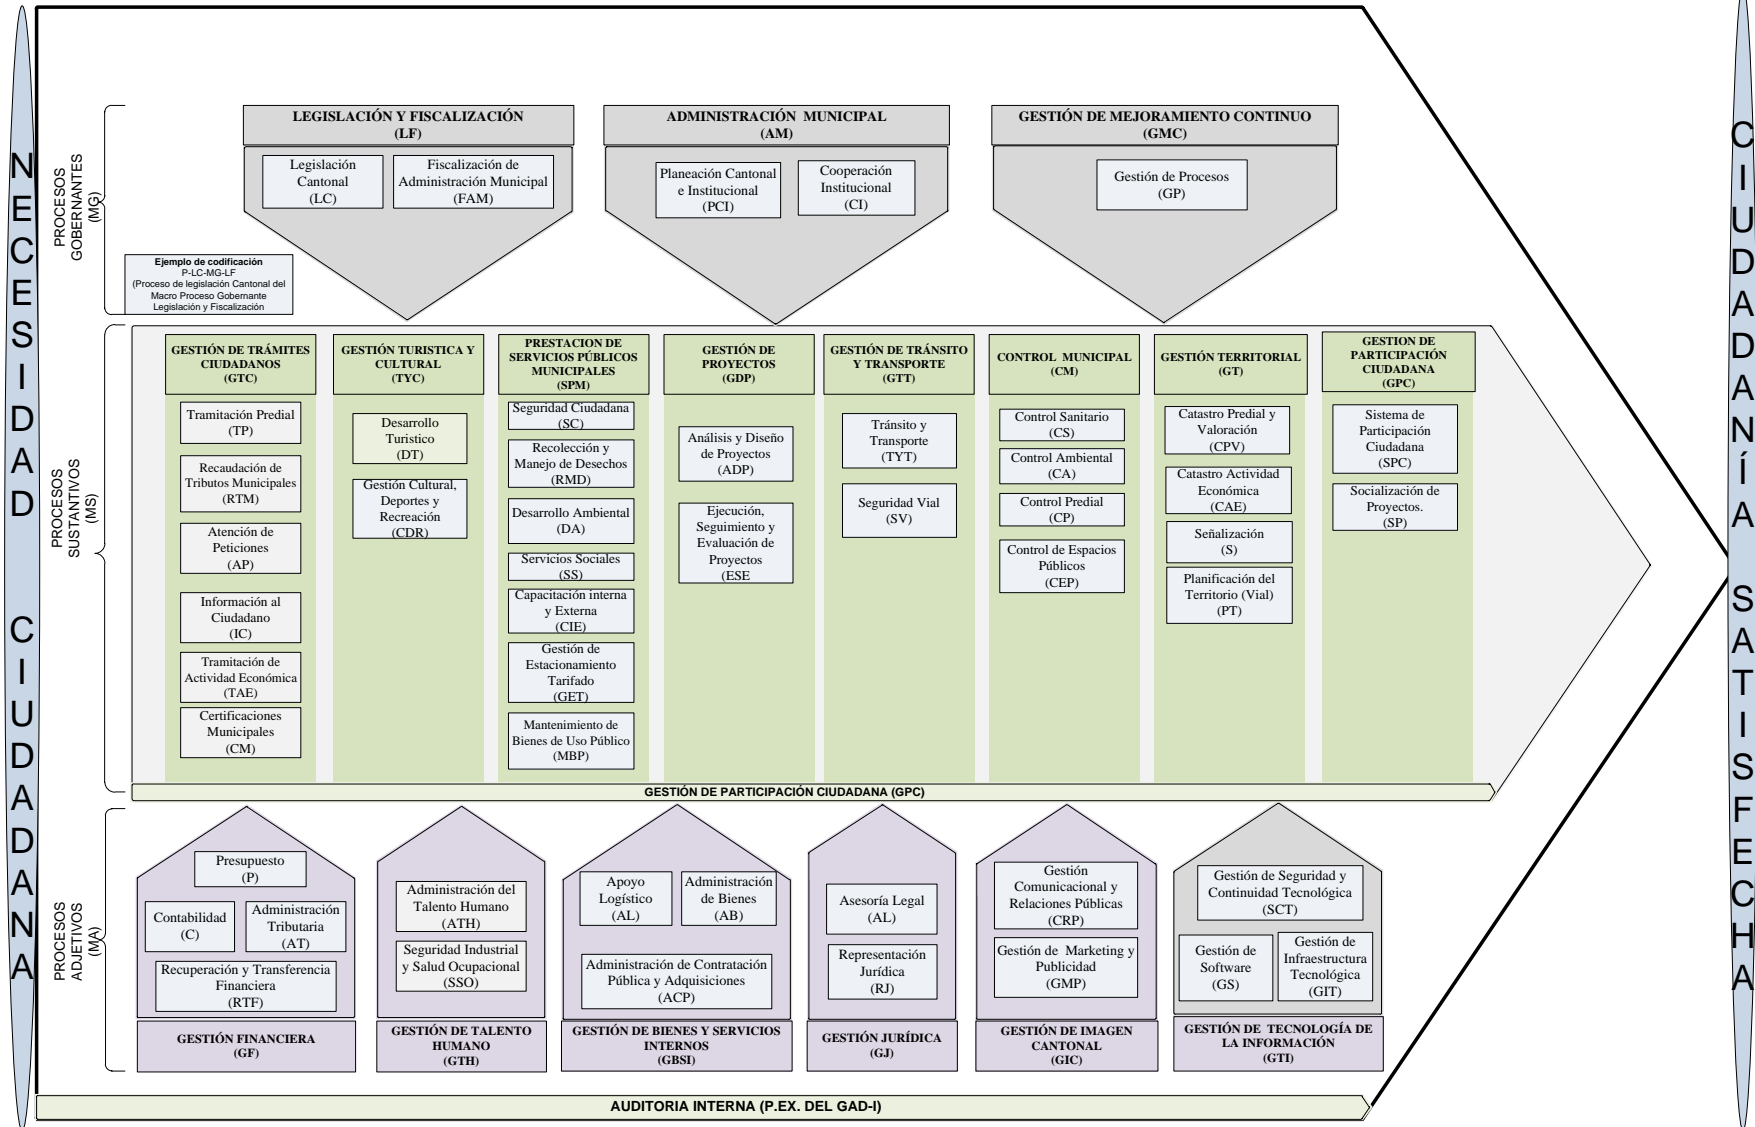 NECESIDAD CIUDADANA
PROCESOS
GOBERNANTES
(MG)
LEGISLACIÓN Y FISCALIZACIÓN
(LF)
Legislación
Cantonal
(LC)
Fiscalización de
Administración Municipal
(FAM)
ADMINISTRACIÓN MUNICIPAL
(AM)
Planeación Cantonal
e Institucional
(PCI)
Cooperación
Institucional
(CI)
GESTIÓN DE MEJORAMIENTO CONTINUO
(GMC)
Gestión de Procesos
(GP)
Ejemplo de codificación
P-LC-MG-LF
(Proceso de legislación Cantonal del
Macro Proceso Gobernante
Legislación y Fiscalización
PROCESOS
SUSTANTIVOS
(MS)
GESTIÓN DE TRÁMITES
CIUDADANOS
(GTC)
Tramitación Predial
(TP)
Recaudación de
Tributos Municipales
(RTM)
Atención de
Peticiones
(AP)
Información al
Ciudadano
(IC)
Tramitación de
Actividad Económica
(TAE)
Certificaciones
Municipales
(CM)
GESTIÓN TURISTICA Y
CULTURAL
(TYC)
Desarrollo
Turistico
(DT)
Gestión Cultural,
Deportes y
Recreación
(CDR)
PRESTACION DE
SERVICIOS PÚBLICOS
MUNICIPALES
(SPM)
Seguridad Ciudadana
(SC)
Recolección y
Manejo de Desechos
(RMD)
Desarrollo Ambiental
(DA)
Servicios Sociales
(SS)
Capacitación interna
y Externa
(CIE)
Gestión de
Estacionamiento
Tarifado
(GET)
Mantenimiento de
Bienes de Uso Público
(MBP)
GESTIÓN DE
PROYECTOS
(GDP)
Análisis y Diseño
de Proyectos
(ADP)
Ejecución,
Seguimiento y
Evaluación de
Proyectos
(ESE
GESTIÓN DE TRÁNSITO
Y TRANSPORTE
(GTT)
Tránsito y
Transporte
(TYT)
Seguridad Vial
(SV)
CONTROL MUNICIPAL
(CM)
Control Sanitario
(CS)
Control Ambiental
(CA)
Control Predial
(CP)
Control de Espacios
Públicos
(CEP)
GESTIÓN TERRITORIAL
(GT)
Catastro Predial y
Valoración
(CPV)
Catastro Actividad
Económica
(CAE)
Señalización
(S)
Planificación del
Territorio (Vial)
(PT)
GESTION DE
PARTICIPACIÓN
CIUDADANA
(GPC)
Sistema de
Participación
Ciudadana
(SPC)
Socialización de
Proyectos.
(SP)
GESTIÓN DE PARTICIPACIÓN CIUDADANA (GPC)
PROCESOS
ADJETIVOS
(MA)
Presupuesto
(P)
Contabilidad
(C)
Administración
Tributaria
(AT)
Recuperación y Transferencia
Financiera
(RTF)
GESTIÓN FINANCIERA
(GF)
Administración del
Talento Humano
(ATH)
Seguridad Industrial
y Salud Ocupacional
(SSO)
GESTIÓN DE TALENTO
HUMANO
(GTH)
Apoyo
Logístico
(AL)
Administración
de Bienes
(AB)
Administración de Contratación
Pública y Adquisiciones
(ACP)
GESTIÓN DE BIENES Y SERVICIOS
INTERNOS
(GBSI)
Asesoría Legal
(AL)
Representación
Jurídica
(RJ)
GESTIÓN JURÍDICA
(GJ)
Gestión
Comunicacional y
Relaciones Públicas
(CRP)
Gestión de Marketing y
Publicidad
(GMP)
GESTIÓN DE IMAGEN
CANTONAL
(GIC)
Gestión de Seguridad y
Continuidad Tecnológica
(SCT)
Gestión de
Software
(GS)
Gestión de
Infraestructura
Tecnológica
(GIT)
GESTIÓN DE TECNOLOGÍA DE
LA INFORMACIÓN
(GTI)
AUDITORIA INTERNA (P.EX. DEL GAD-I)
CIUDADANÍA SATISFECHA